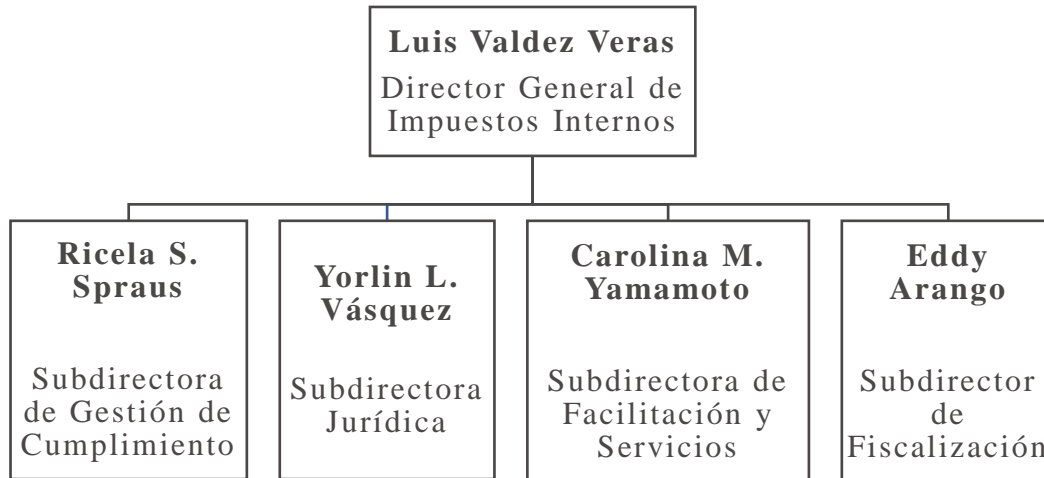 Luis Valdez Veras
Director General de
Impuestos Internos
Ricela S.
Spraus
Subdirectora
de Gestión de
Cumplimiento
Yorlin L.
Vásquez
Subdirectora
Jurídica
Carolina M.
Yamamoto
Subdirectora de
Facilitación y
Servicios
Eddy
Arango
Subdirector
de
Fiscalización